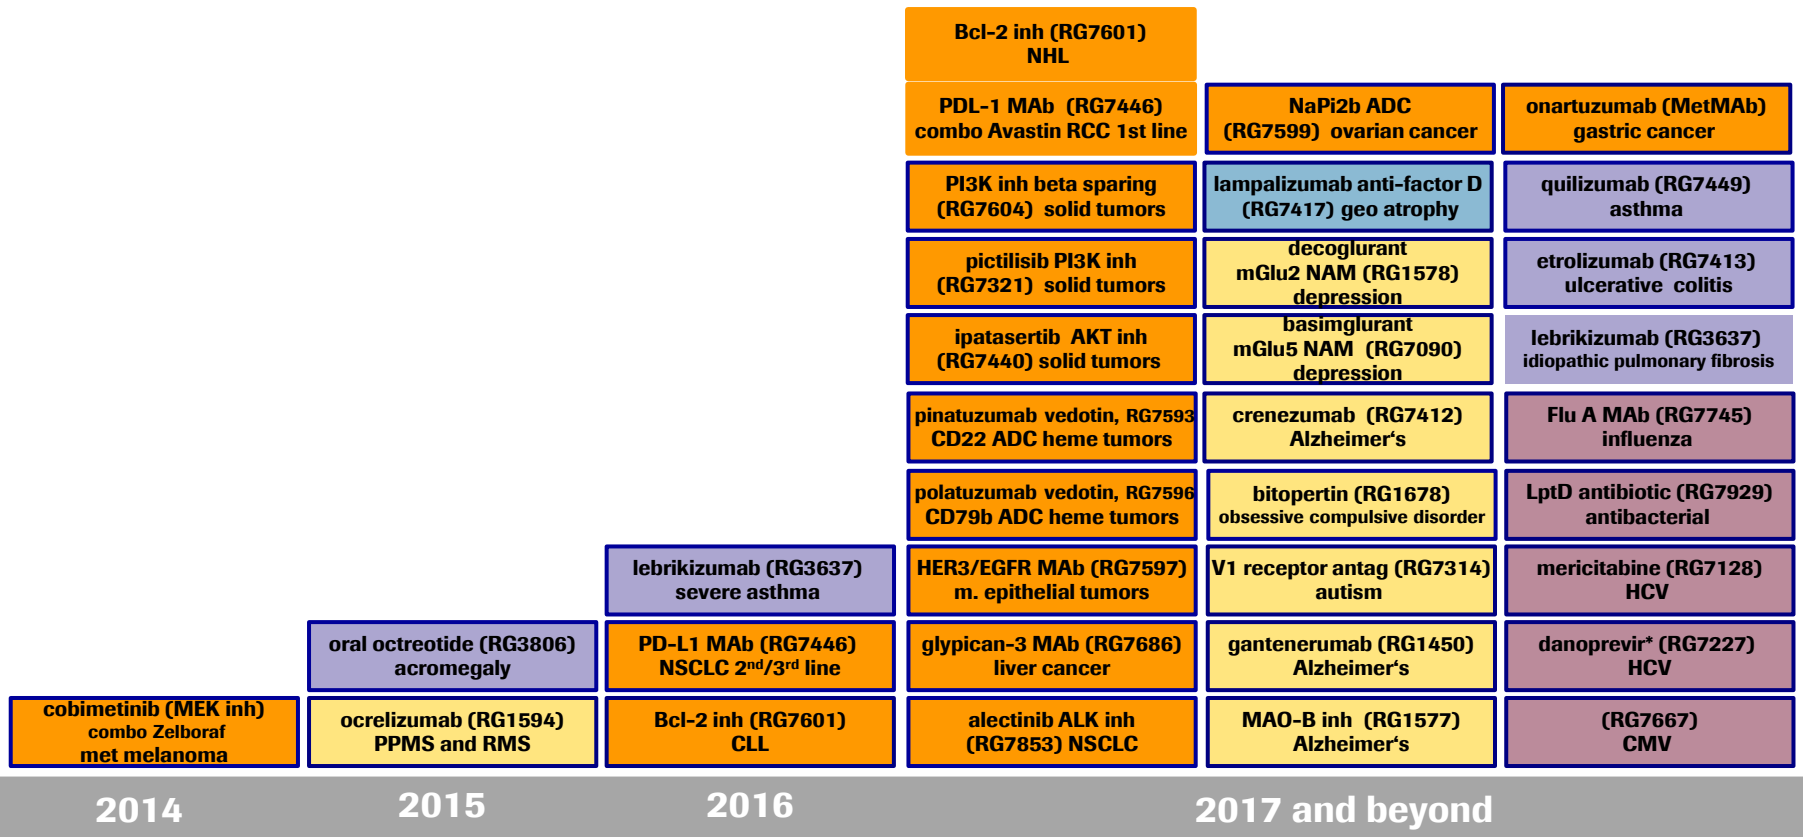 Bcl-2 inh (RG7601)
NHL
PDL-1 MAb (RG7446)
combo Avastin RCC 1st line
NaPi2b ADC
(RG7599) ovarian cancer
onartuzumab (MetMAb)
gastric cancer
PI3K inh beta sparing
(RG7604) solid tumors
lampalizumab anti-factor D
(RG7417) geo atrophy
quilizumab (RG7449)
asthma
pictilisib PI3K inh
(RG7321) solid tumors
decoglurant
mGlu2 NAM (RG1578)
depression
etrolizumab (RG7413)
ulcerative colitis
ipatasertib AKT inh
(RG7440) solid tumors
basimglurant
mGlu5 NAM (RG7090)
depression
lebrikizumab (RG3637)
idiopathic pulmonary fibrosis
pinatuzumab vedotin, RG7593
CD22 ADC heme tumors
crenezumab (RG7412)
Alzheimer‘s
Flu A MAb (RG7745)
influenza
polatuzumab vedotin, RG7596
CD79b ADC heme tumors
bitopertin (RG1678)
obsessive compulsive disorder
LptD antibiotic (RG7929)
antibacterial
lebrikizumab (RG3637)
severe asthma
HER3/EGFR MAb (RG7597)
m. epithelial tumors
V1 receptor antag (RG7314)
autism
mericitabine (RG7128)
HCV
oral octreotide (RG3806)
acromegaly
PD-L1 MAb (RG7446)
NSCLC 2nd/3rd line
glypican-3 MAb (RG7686)
liver cancer
gantenerumab (RG1450)
Alzheimer‘s
danoprevir* (RG7227)
HCV
cobimetinib (MEK inh)
combo Zelboraf
met melanoma
ocrelizumab (RG1594)
PPMS and RMS
Bcl-2 inh (RG7601)
CLL
alectinib ALK inh
(RG7853) NSCLC
MAO-B inh (RG1577)
Alzheimer‘s
(RG7667)
CMV
2014
2015
2016
2017 and beyond